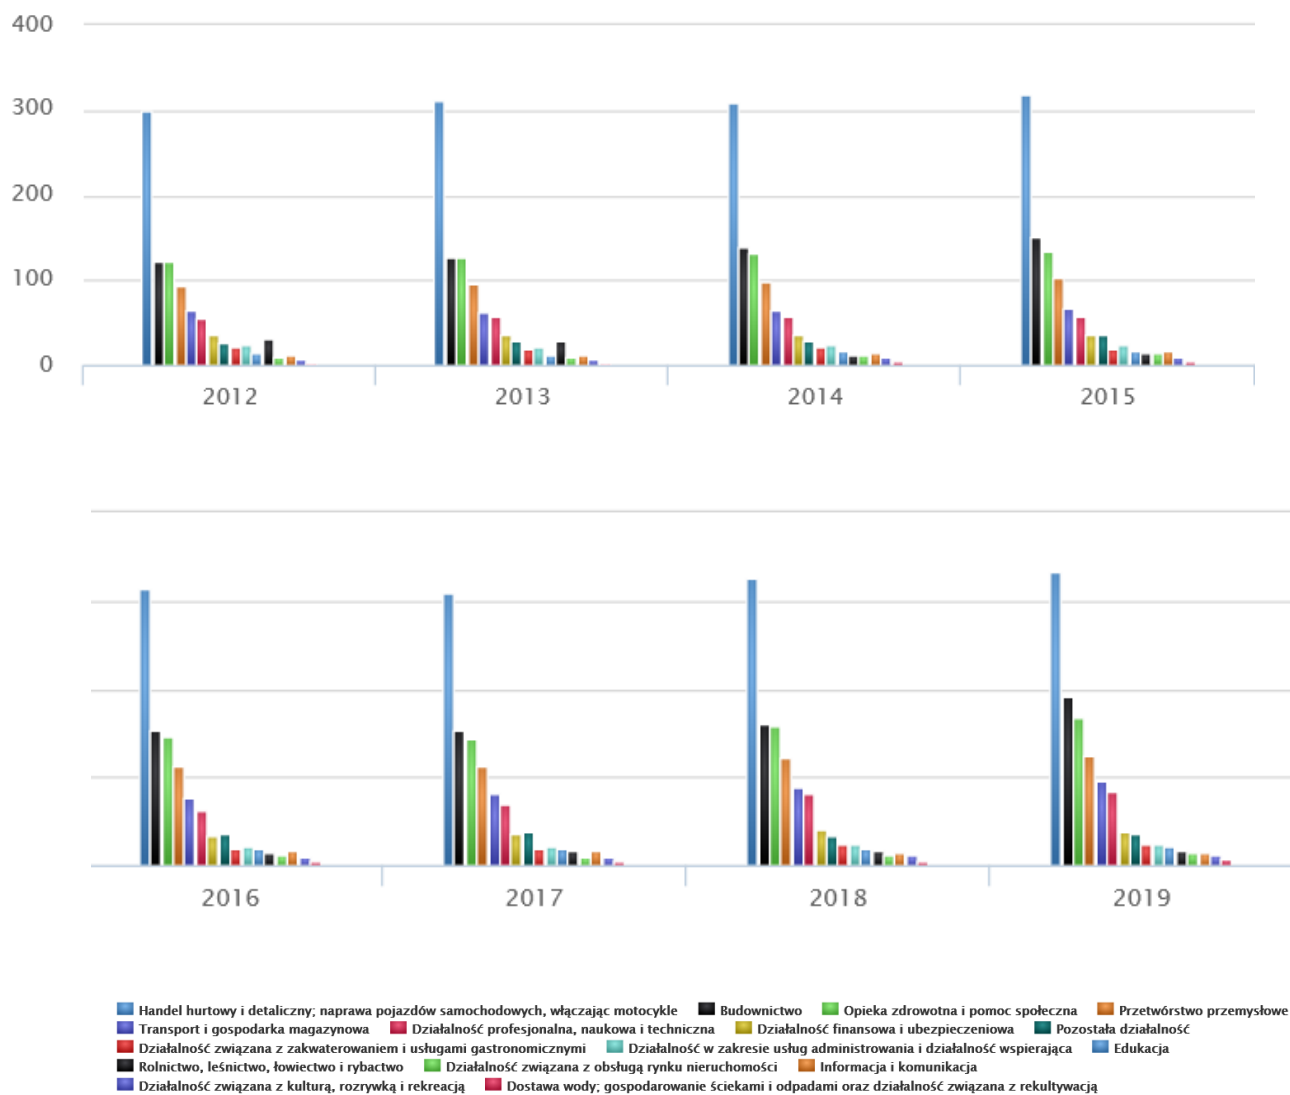 400
300
200
100
0
2012 2013 2014 2015
2016 2017 2018 2019
Handel hurtowy i detaliczny; naprawa pojazdów samochodowych, włączając motocykle Budownictwo Opieka zdrowotna i pomoc społeczna Przetwórstwo przemysłowe
Transport i gospodarka magazynowa Działalność profesjonalna, naukowa i techniczna Działalność finansowa i ubezpieczeniowa Pozostała działalność
Działalność związana z zakwaterowaniem i usługami gastronomicznymi Działalność w zakresie usług administrowania i działalność wspierająca Edukacja
Rolnictwo, leśnictwo, łowiectwo i rybactwo Działalność związana z obsługą rynku nieruchomości Informacja i komunikacja
Działalność związana z kulturą, rozrywką i rekreacją Dostawa wody; gospodarowanie ściekami i odpadami oraz działalność związana z rekultywacją